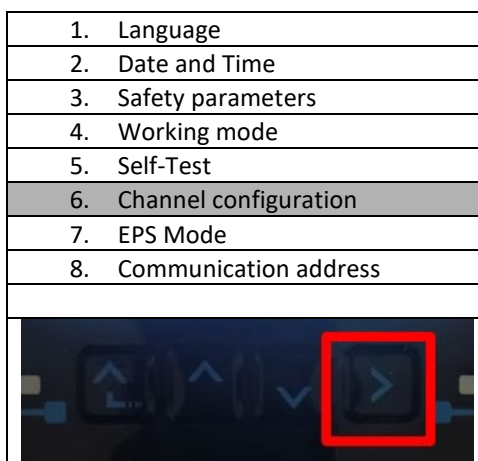 1. Language
2. Date and Time
3. Safety parameters
4. Working mode
5. Self-Test
6. Channel configuration
7. EPS Mode
8. Communication address